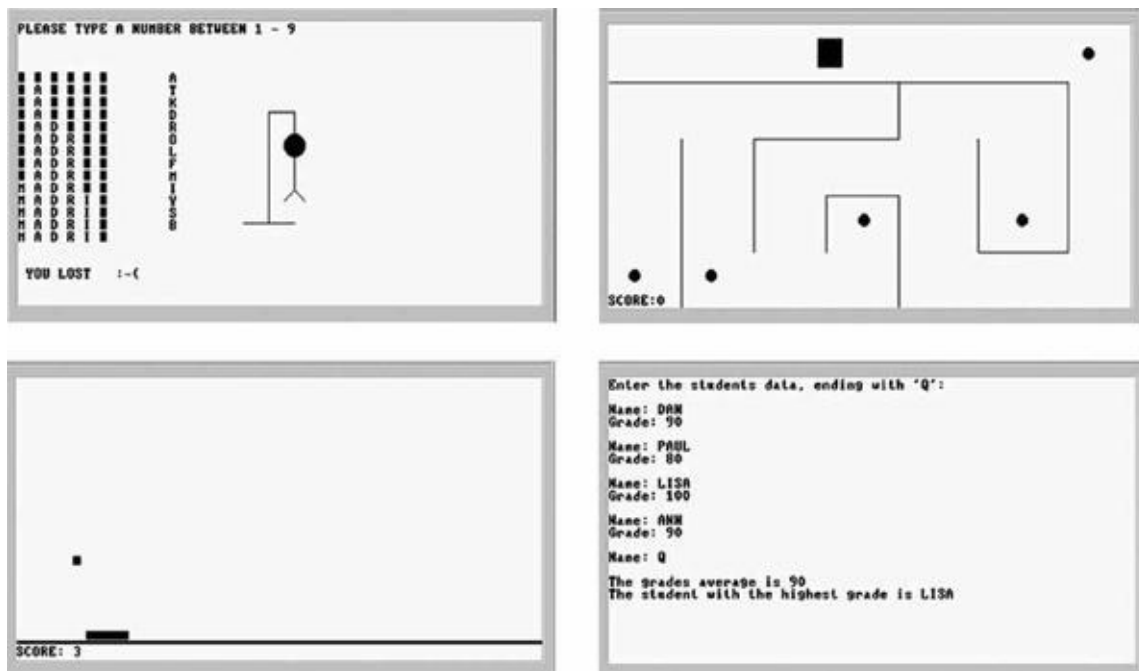 PLEASE TYPE A NUMBER BETWEEN 1 - 9
■ ■ ■ ■ ■ ■ A
■ A ■ ■ ■ ■ T
■ A ■ ■ ■ ■ K
■ A ■ ■ ■ ■ D
■ A D ■ ■ ■ R
■ A D R ■ ■ O
■ A D R ■ ■ L
■ A D R ■ ■ F
■ A D R ■ ■ M
M A D R ■ ■ I
M A D R I ■ V
M A D R I ■ S
M A D R I ■ B
M A D R I ■
YOU LOST :-(
SCORE:0
SCORE: 3
Enter the students data, ending with 'Q':
Name: DAN
Grade: 90
Name: PAUL
Grade: 80
Name: LISA
Grade: 100
Name: ANN
Grade: 90
Name: Q
The grades average is 90
The student with the highest grade is LISA